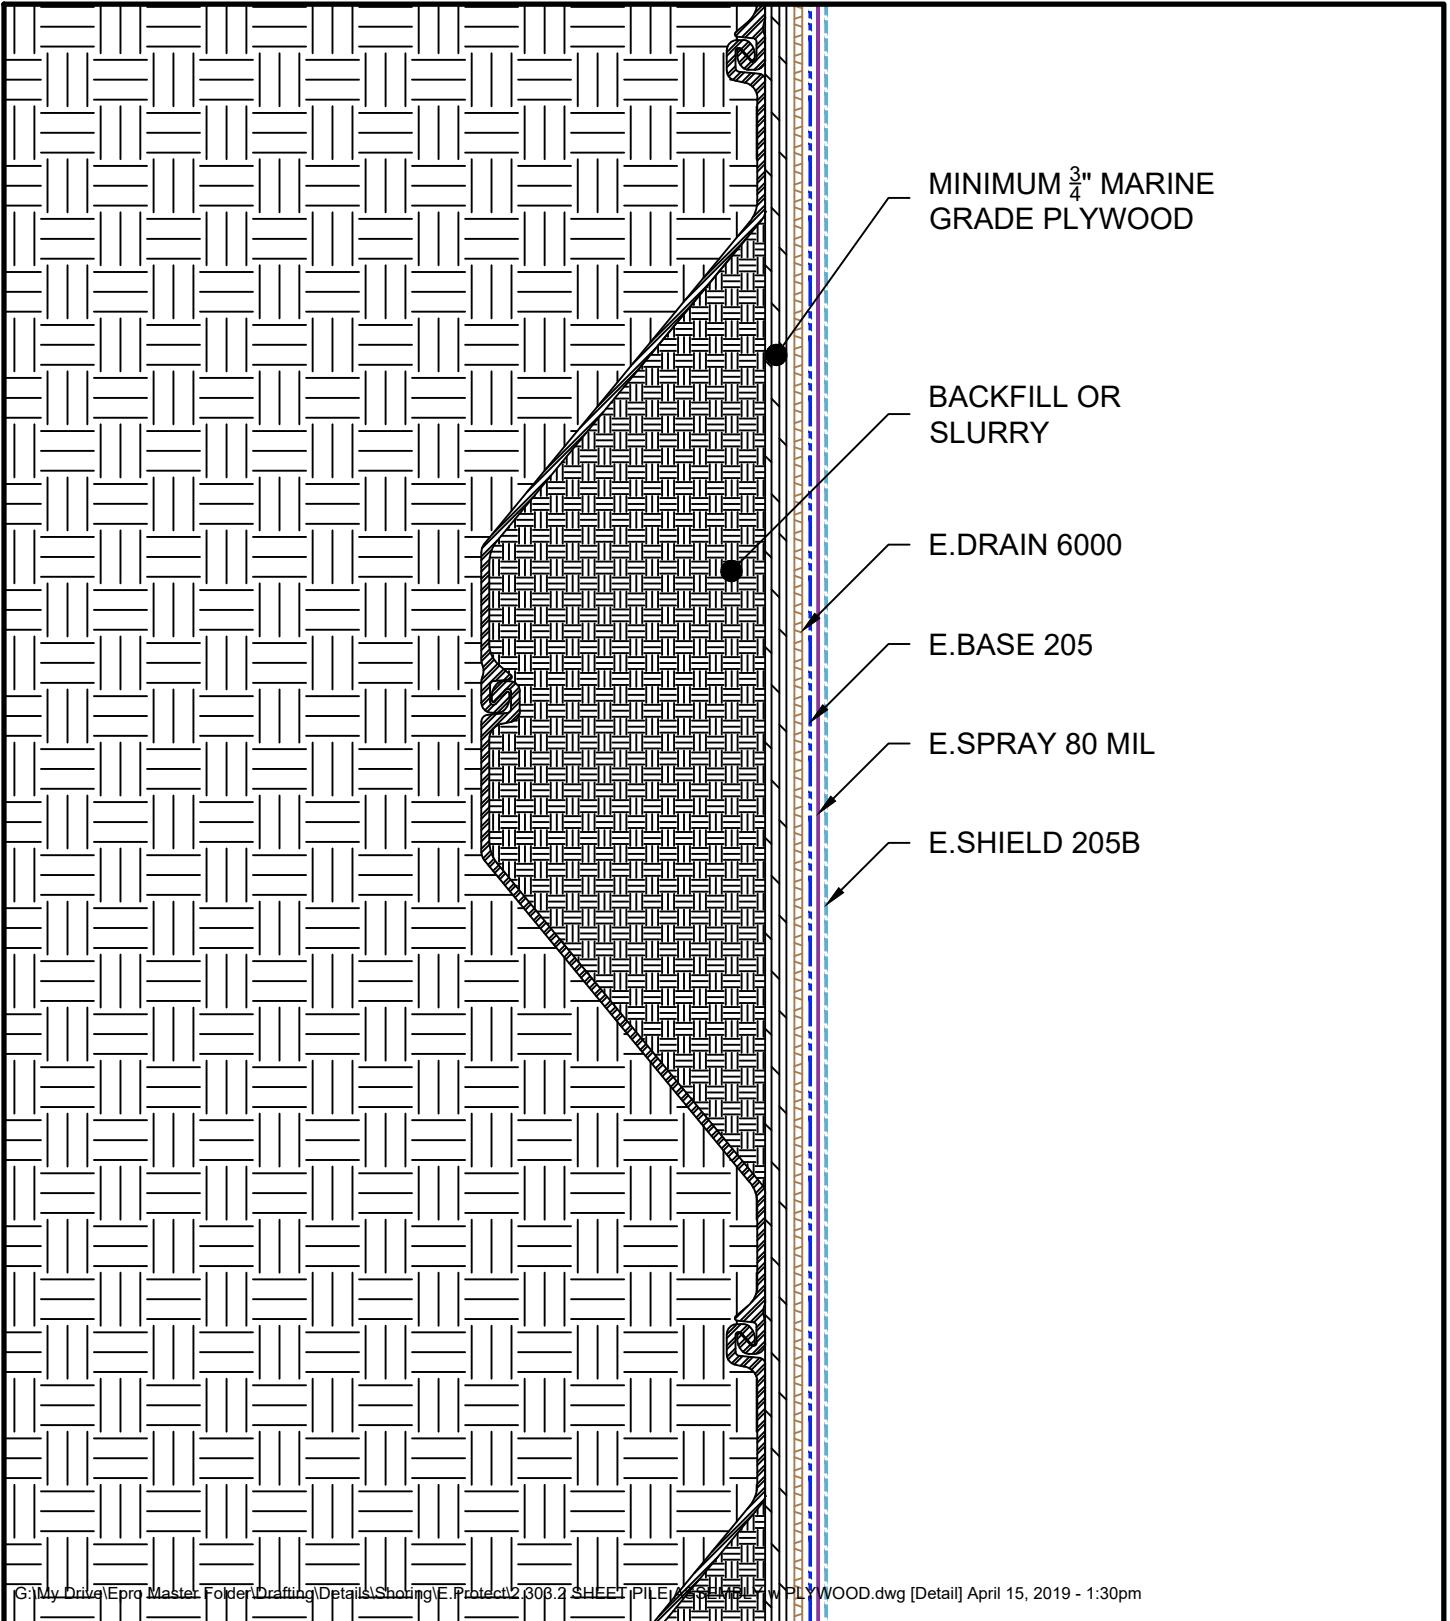 MINIMUM 3/4" MARINE
GRADE PLYWOOD
BACKFILL OR
SLURRY
E.DRAIN 6000
E.BASE 205
E.SPRAY 80 MIL
E.SHIELD 205B
G:\My Drive\Epro Master Folder\Drafting\Details\Shoring\E.Protect\2.303.2 SHEET PILE ASSEMBLY w PLYWOOD.dwg [Detail] April 15, 2019 - 1:30pm